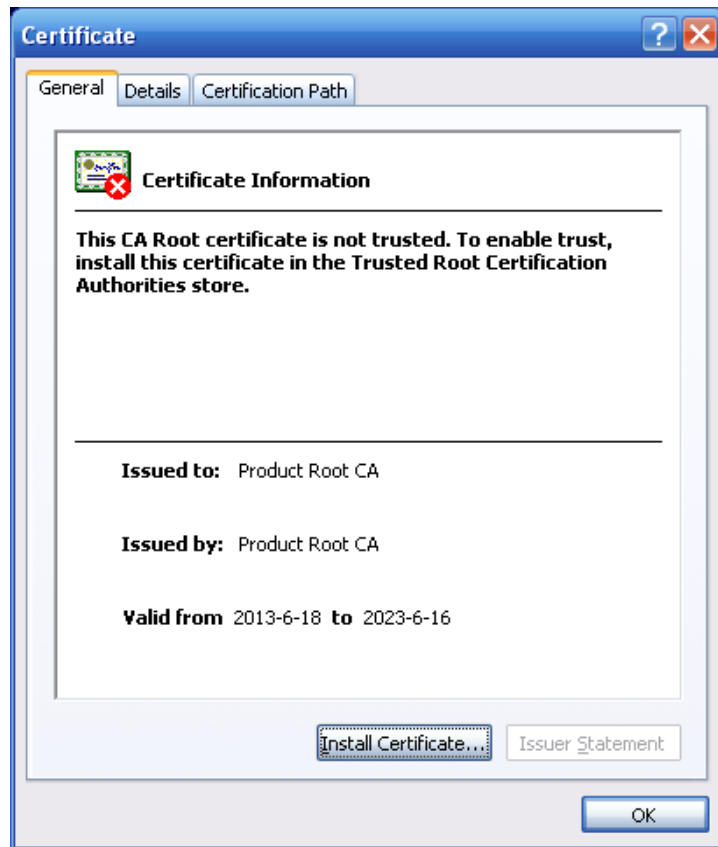 Certificate
General Details Certification Path
Certificate Information
This CA Root certificate is not trusted. To enable trust,
install this certificate in the Trusted Root Certification
Authorities store.
Issued to: Product Root CA
Issued by: Product Root CA
Valid from 2013-6-18 to 2023-6-16
Install Certificate... Issuer Statement
OK